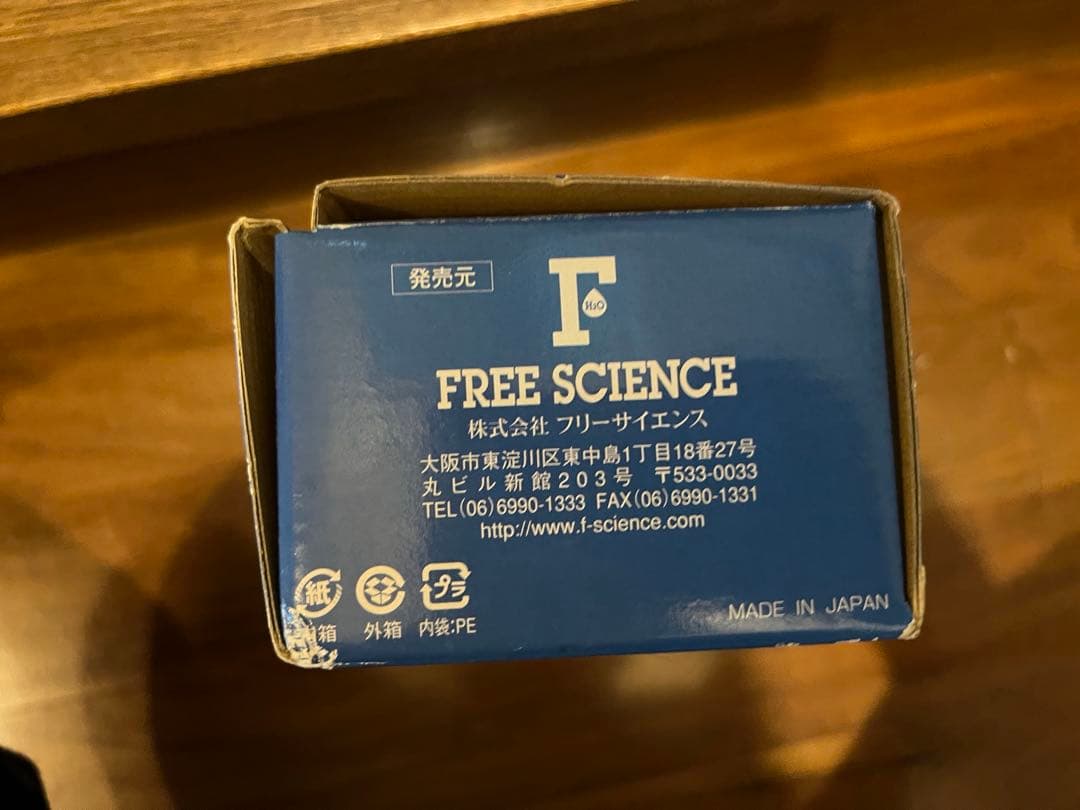 発売元
F
H2O
FREE SCIENCE
株式会社 フリーサイエンス
大阪市東淀川区東中島1丁目18番27号
丸ビル新館203号 〒533-0033
TEL(06)6990-1333 FAX(06)6990-1331
http://www.f-science.com
紙
プラ
箱 外箱 内袋:PE
MADE IN JAPAN